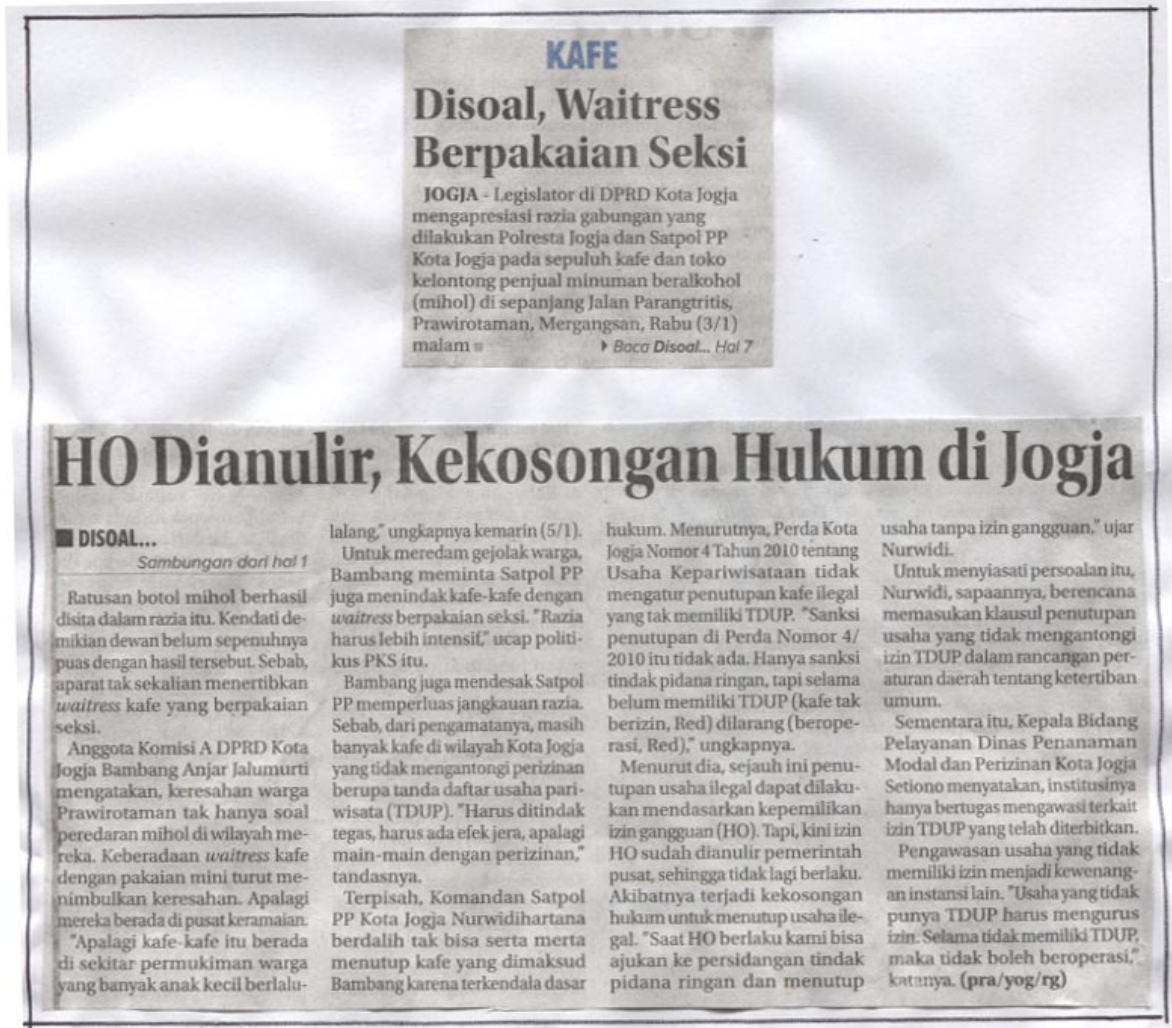 KAFE
Disoal, Waitress
Berpakaian Seksi
JOGJA - Legislator di DPRD Kota Jogja
mengapresiasi razia gabungan yang
dilakukan Polresta Jogja dan Satpol PP
Kota Jogja pada sepuluh kafe dan toko
kelontong penjual minuman beralkohol
(mihol) di sepanjang Jalan Parangtritis,
Prawirotaman, Mergangsan, Rabu (3/1)
malam ■
▸ Baca Disoal... Hal 7
HO Dianulir, Kekosongan Hukum di Jogja
■ DISOAL...
Sambungan dari hal 1
Ratusan botol mihol berhasil
disita dalam razia itu. Kendati de-
mikian dewan belum sepenuhnya
puas dengan hasil tersebut. Sebab,
aparat tak sekalian menertibkan
waitress kafe yang berpakaian
seksi.
Anggota Komisi A DPRD Kota
Jogja Bambang Anjar Jalumurti
mengatakan, keresahan warga
Prawirotaman tak hanya soal
peredaran mihol di wilayah me-
reka. Keberadaan waitress kafe
dengan pakaian mini turut me-
nimbulkan keresahan. Apalagi
mereka berada di pusat keramaian.
"Apalagi kafe-kafe itu berada
di sekitar permukiman warga
yang banyak anak kecil berlalu-
lalang," ungkapnya kemarin (5/1).
Untuk meredam gejolak warga,
Bambang meminta Satpol PP
juga menindak kafe-kafe dengan
waitress berpakaian seksi. "Razia
harus lebih intensif," ucap politi-
kus PKS itu.
Bambang juga mendesak Satpol
PP memperluas jangkauan razia.
Sebab, dari pengamatanya, masih
banyak kafe di wilayah Kota Jogja
yang tidak mengantongi perizinan
berupa tanda daftar usaha pari-
wisata (TDUP). "Harus ditindak
tegas, harus ada efek jera, apalagi
main-main dengan perizinan,"
tandasnya.
Terpisah, Komandan Satpol
PP Kota Jogja Nurwidihartana
berdalih tak bisa serta merta
menutup kafe yang dimaksud
Bambang karena terkendala dasar
hukum. Menurutnya, Perda Kota
Jogja Nomor 4 Tahun 2010 tentang
Usaha Kepariwisataan tidak
mengatur penutupan kafe ilegal
yang tak memiliki TDUP. "Sanksi
penutupan di Perda Nomor 4/
2010 itu tidak ada. Hanya sanksi
tindak pidana ringan, tapi selama
belum memiliki TDUP (kafe tak
berizin, Red) dilarang (berope-
rasi, Red)," ungkapnya.
Menurut dia, sejauh ini penu-
tupan usaha ilegal dapat dilaku-
kan mendasarkan kepemilikan
izin gangguan (HO). Tapi, kini izin
HO sudah dianulir pemerintah
pusat, sehingga tidak lagi berlaku.
Akibatnya terjadi kekosongan
hukum untuk menutup usaha ile-
gal. "Saat HO berlaku kami bisa
ajukan ke persidangan tindak
pidana ringan dan menutup
usaha tanpa izin gangguan," ujar
Nurwidi.
Untuk menyiasati persoalan itu,
Nurwidi, sapaannya, berencana
memasukan klausul penutupan
usaha yang tidak mengantongi
izin TDUP dalam rancangan per-
aturan daerah tentang ketertiban
umum.
Sementara itu, Kepala Bidang
Pelayanan Dinas Penanaman
Modal dan Perizinan Kota Jogja
Setiono menyatakan, institusinya
hanya bertugas mengawasi terkait
izin TDUP yang telah diterbitkan.
Pengawasan usaha yang tidak
memiliki izin menjadi kewenang-
an instansi lain. "Usaha yang tidak
punya TDUP harus mengurus
izin. Selama tidak memiliki TDUP,
maka tidak boleh beroperasi,"
katanya. (pra/yog/rg)